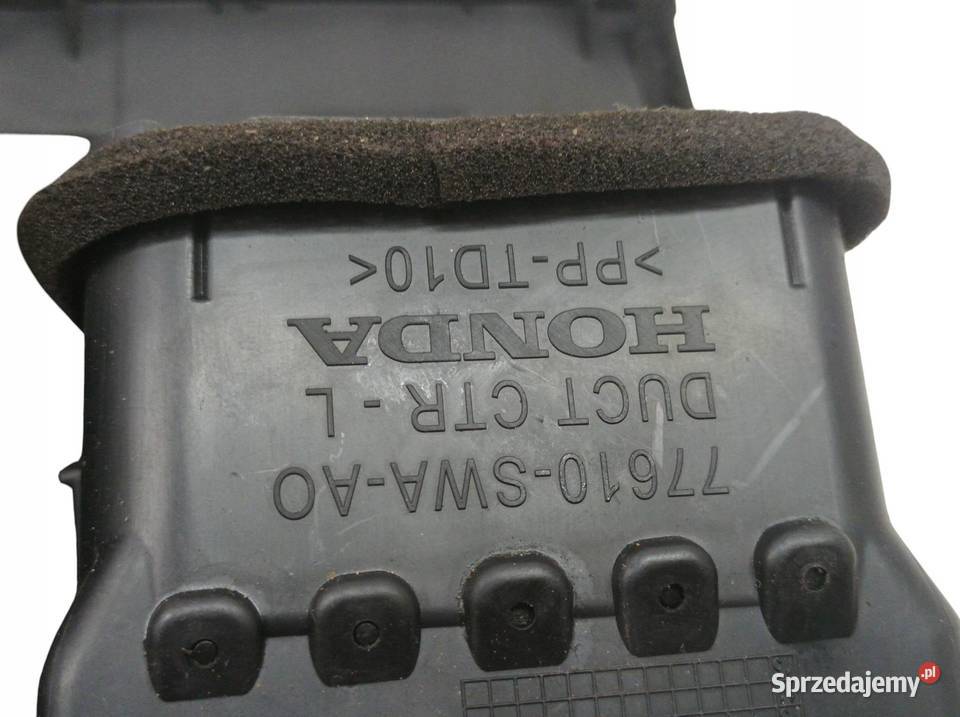 77610-SWA-A0
DUCT CTR - L
HONDA
>PP-TD10<
Sprzedajemy.pl